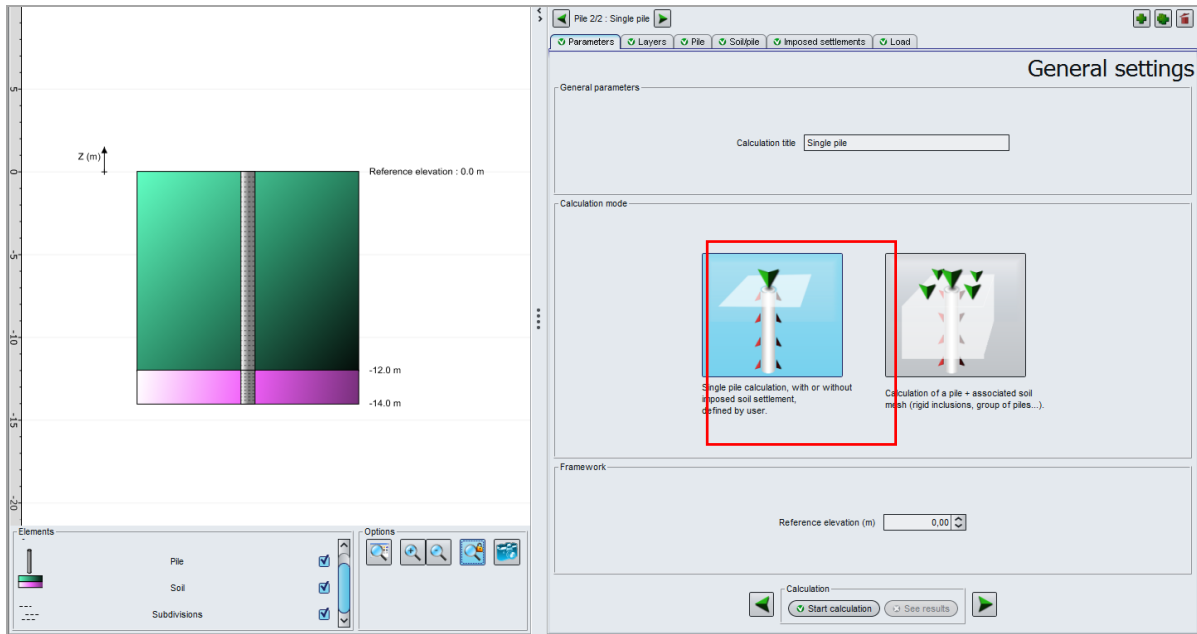 Pile 2/2 : Single pile
Parameters
Layers
Pile
Soil/pile
Imposed settlements
Load
General settings
General parameters
Calculation title
Single pile
Calculation mode
Single pile calculation, with or without
imposed soil settlement,
defined by user.
Calculation of a pile + associated soil
mesh (rigid inclusions, group of piles...).
Framework
Reference elevation (m)
0,00
Calculation
Start calculation
See results
5
0
-5
-10
-15
-20
Z (m)
Reference elevation : 0.0 m
-12.0 m
-14.0 m
Elements
Pile
Soil
Subdivisions
Options